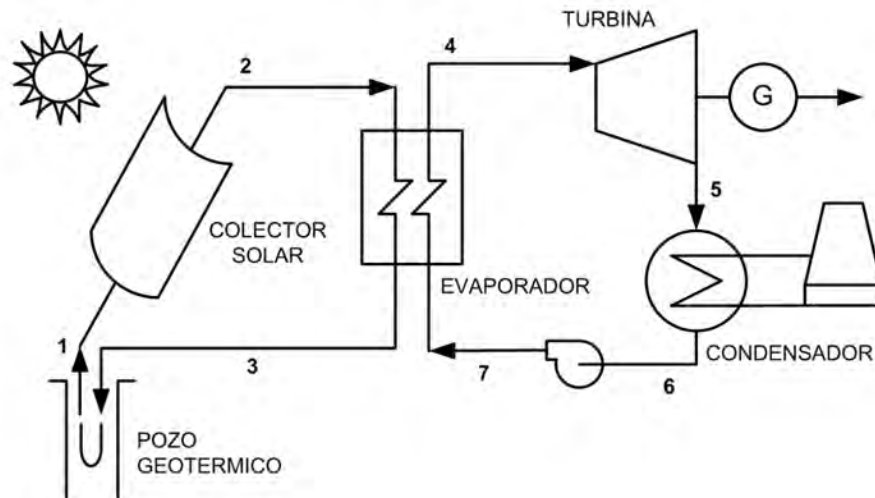 TURBINA
4
2
G
5
COLECTOR
SOLAR
EVAPORADOR
1
3
7
6
CONDENSADOR
POZO
GEOTERMICO